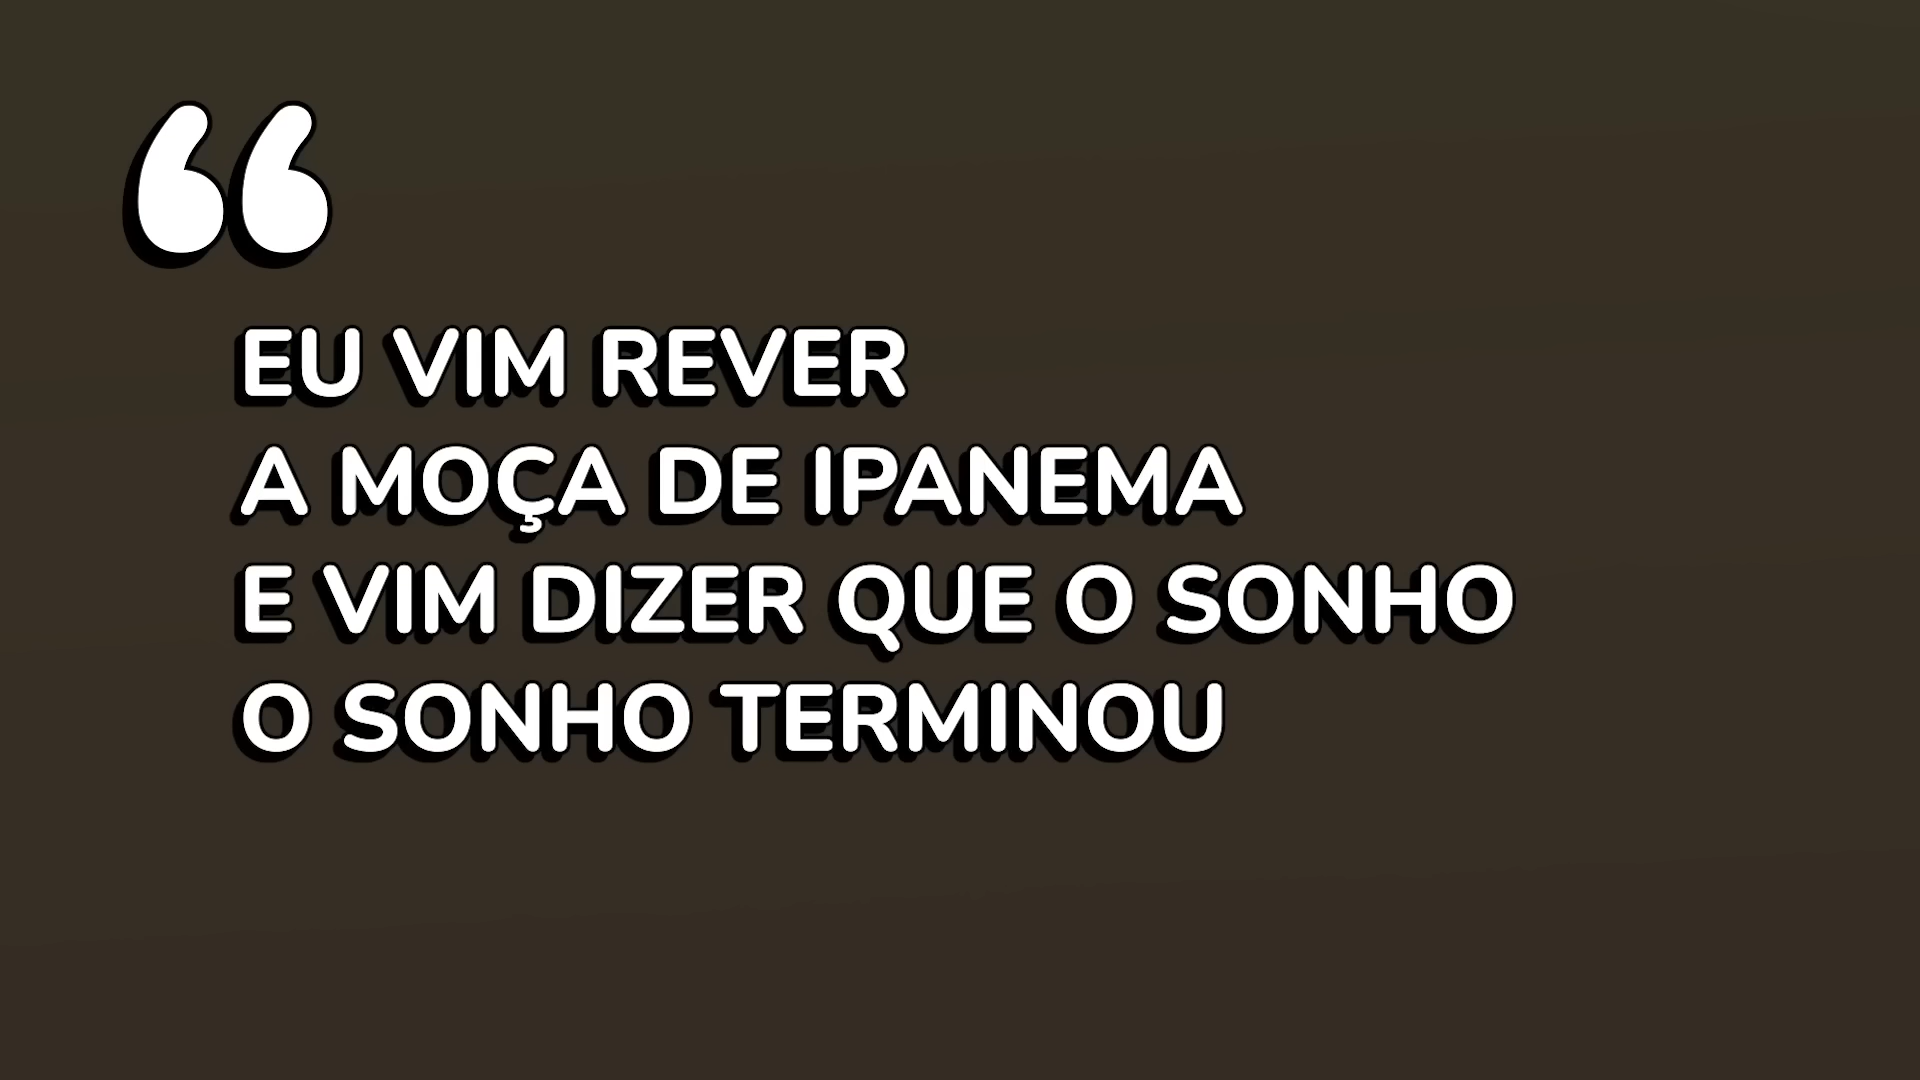 “
EU VIM REVER
A MOÇA DE IPANEMA
E VIM DIZER QUE O SONHO
O SONHO TERMINOU